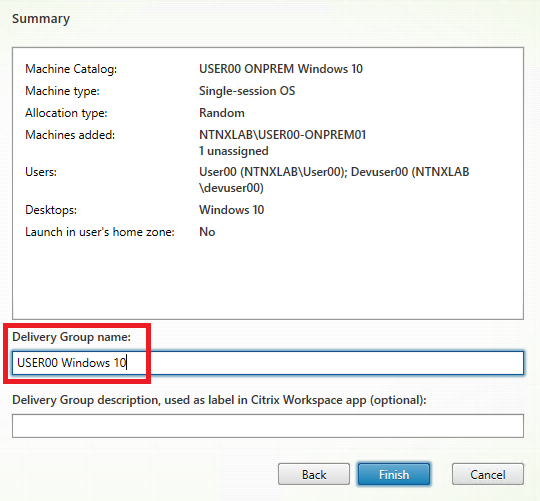 Summary
Machine Catalog: USER00 ONPREM Windows 10
Machine type: Single-session OS
Allocation type: Random
Machines added: NTNXLAB\USER00-ONPREM01
1 unassigned
Users: User00 (NTNXLAB\User00); Devuser00 (NTNXLAB
\devuser00)
Desktops: Windows 10
Launch in user's home zone: No
Delivery Group name:
USER00 Windows 10
Delivery Group description, used as label in Citrix Workspace app (optional):
Back Finish Cancel